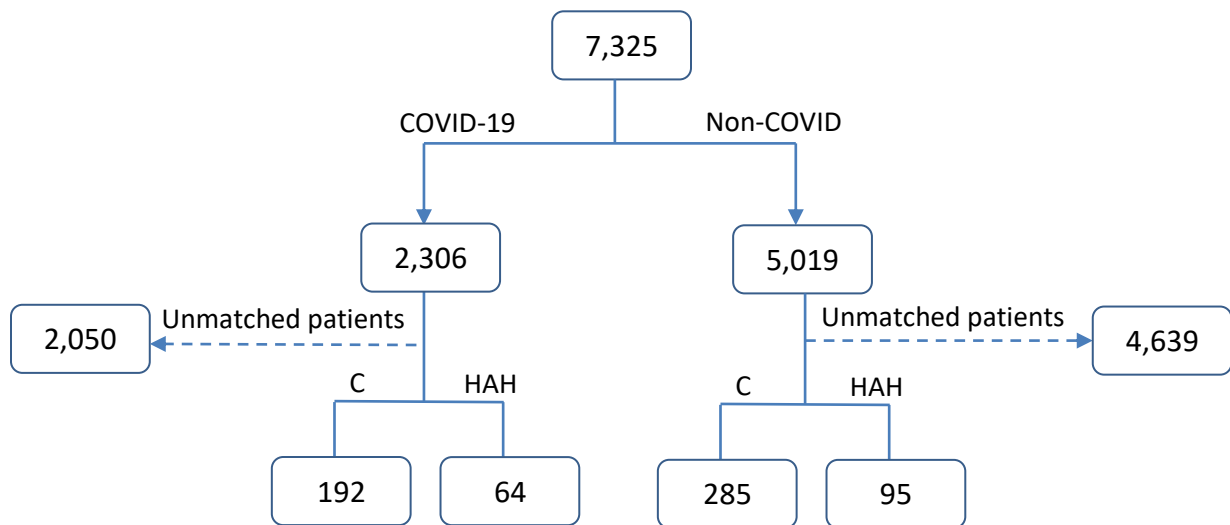 7,325
COVID-19
Non-COVID
2,306
5,019
Unmatched patients
Unmatched patients
2,050
4,639
C
HAH
C
HAH
192
64
285
95